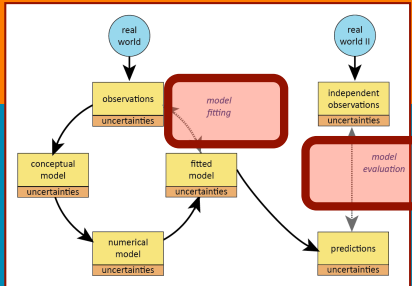 real
world
real
world II
observations
uncertainties
model
fitting
independent
observations
uncertainties
conceptual
model
uncertainties
fitted
model
uncertainties
model
evaluation
numerical
model
uncertainties
predictions
uncertainties